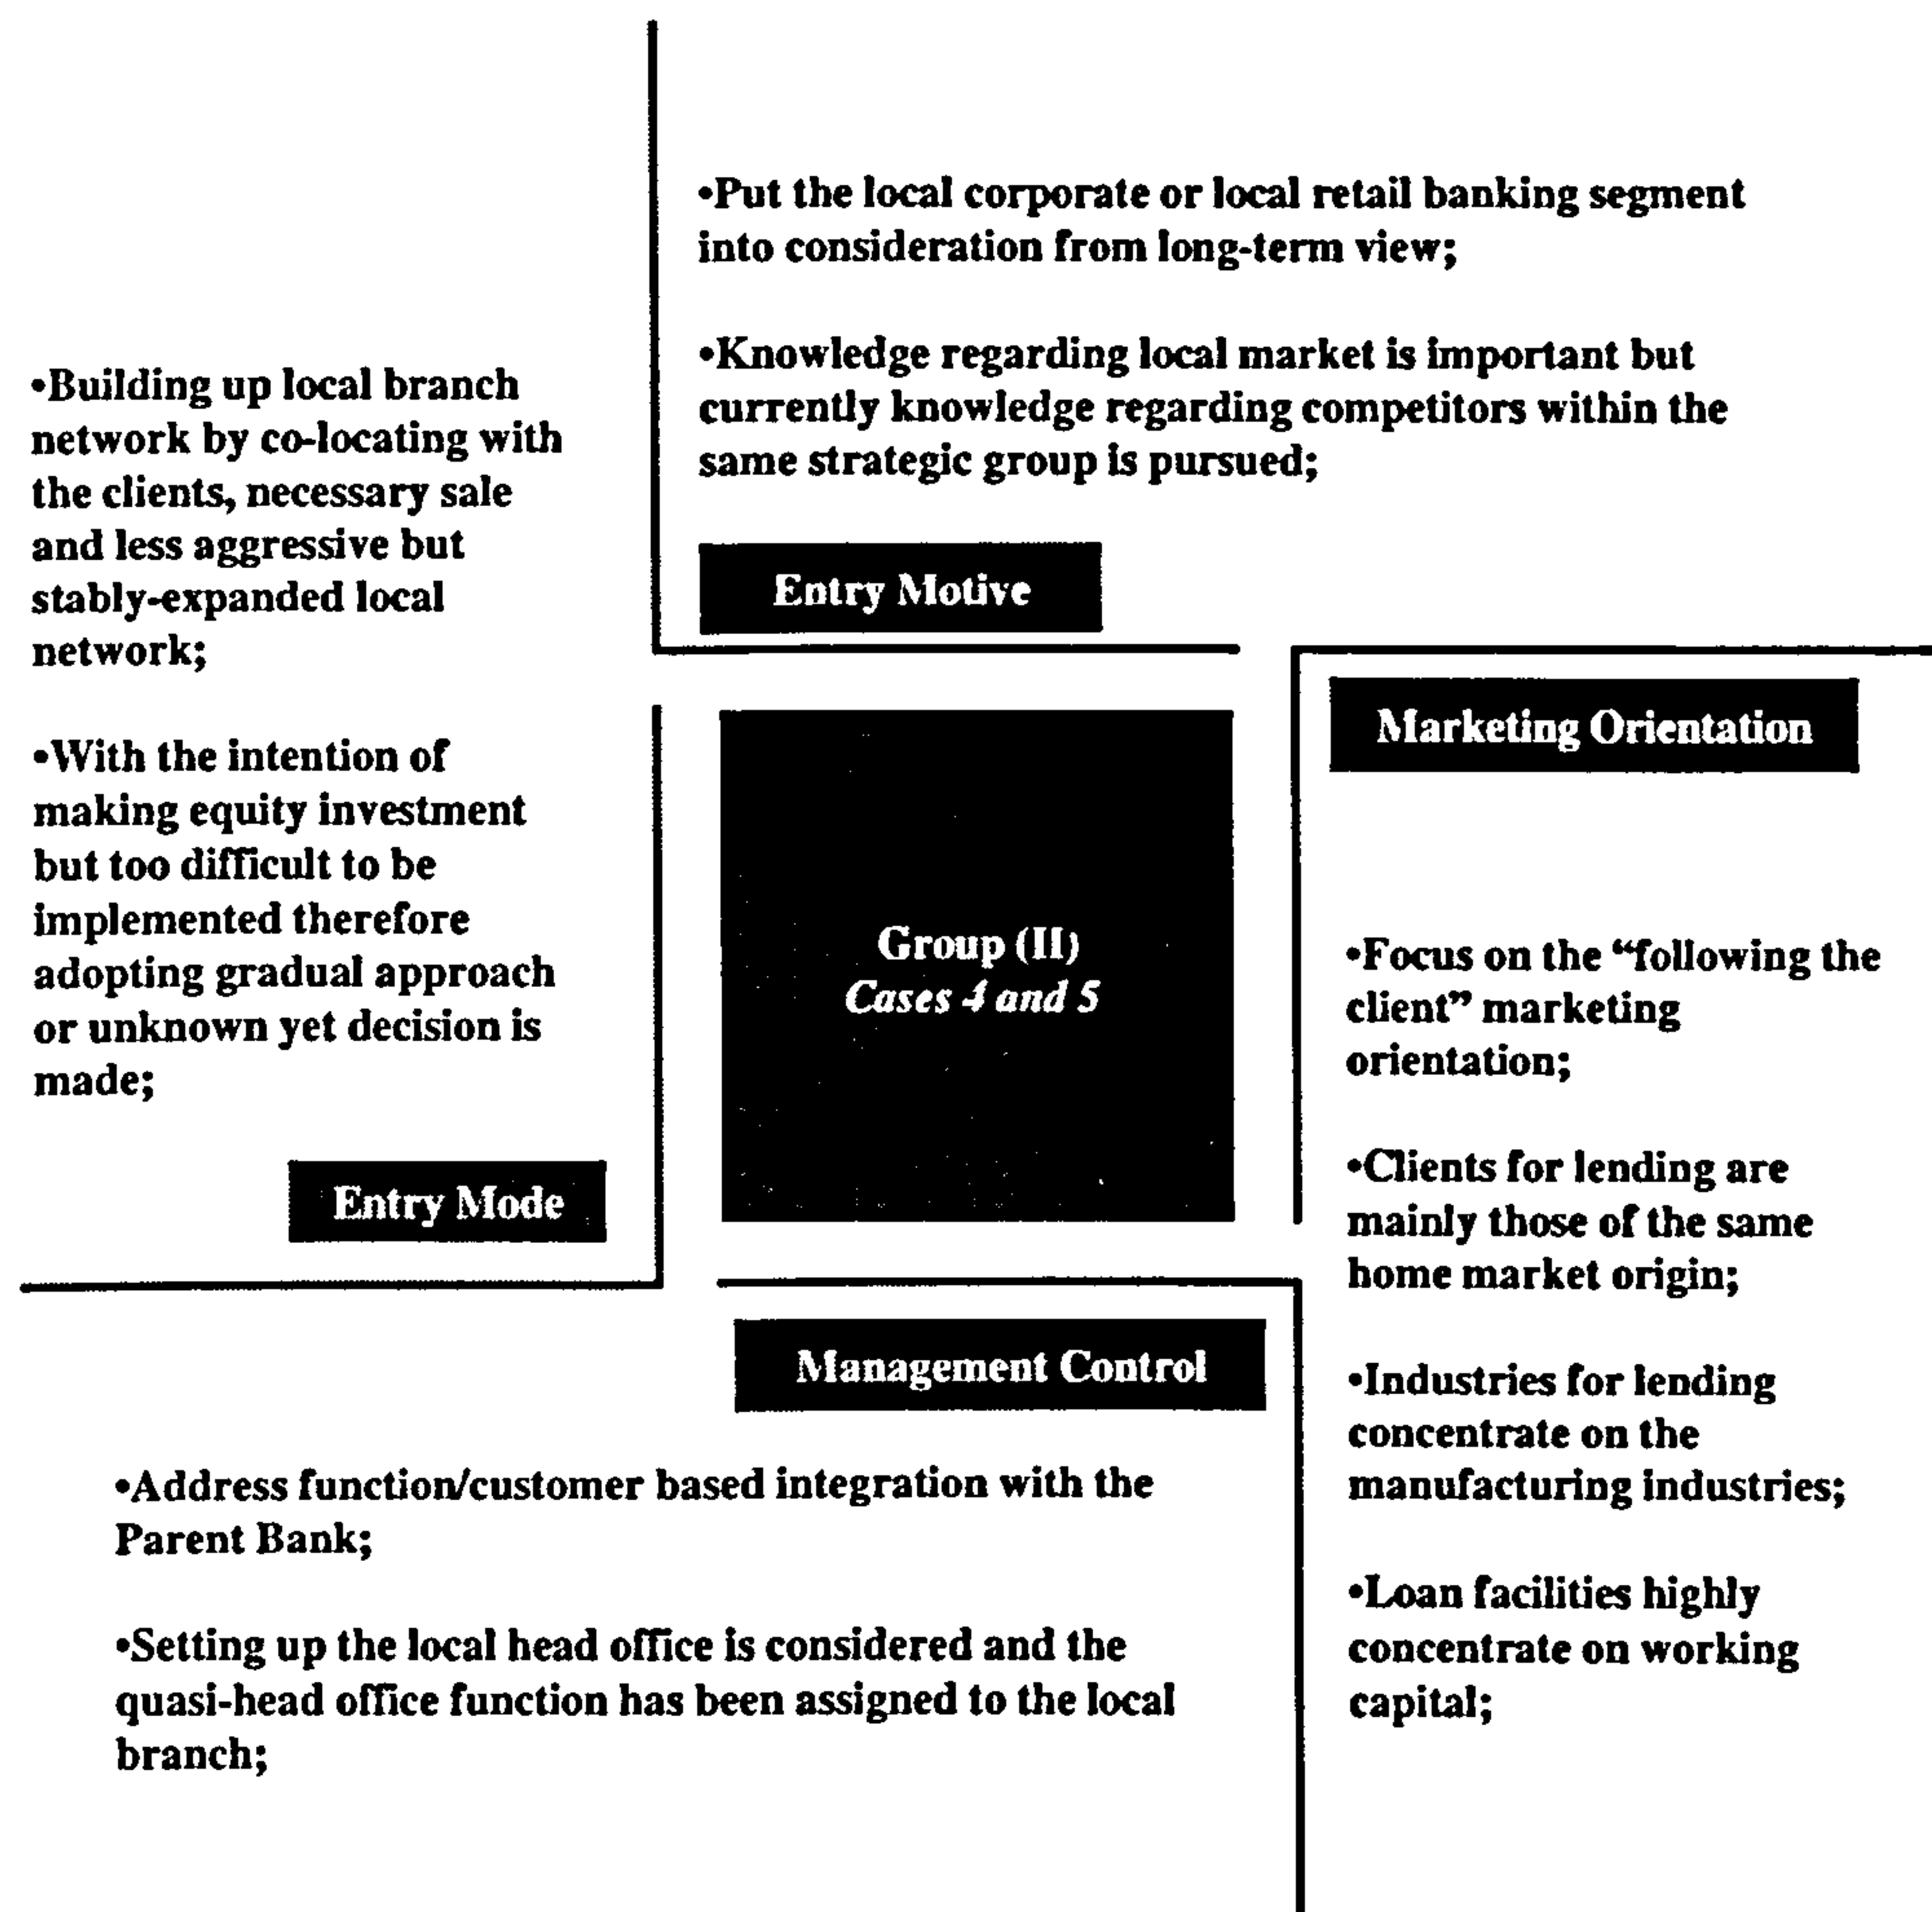 •Put the local corporate or local retail banking segment
into consideration from long-term view;
•Knowledge regarding local market is important but
currently knowledge regarding competitors within the
same strategic group is pursued;
Entry Motive
•Building up local branch
network by co-locating with
the clients, necessary sale
and less aggressive but
stably-expanded local
network;
•With the intention of
making equity investment
but too difficult to be
implemented therefore
adopting gradual approach
or unknown yet decision is
made;
Entry Mode
Group (II)
Cases 4 and 5
Marketing Orientation
•Focus on the “following the
client” marketing
orientation;
•Clients for lending are
mainly those of the same
home market origin;
•Industries for lending
concentrate on the
manufacturing industries;
•Loan facilities highly
concentrate on working
capital;
Management Control
•Address function/customer based integration with the
Parent Bank;
•Setting up the local head office is considered and the
quasi-head office function has been assigned to the local
branch;